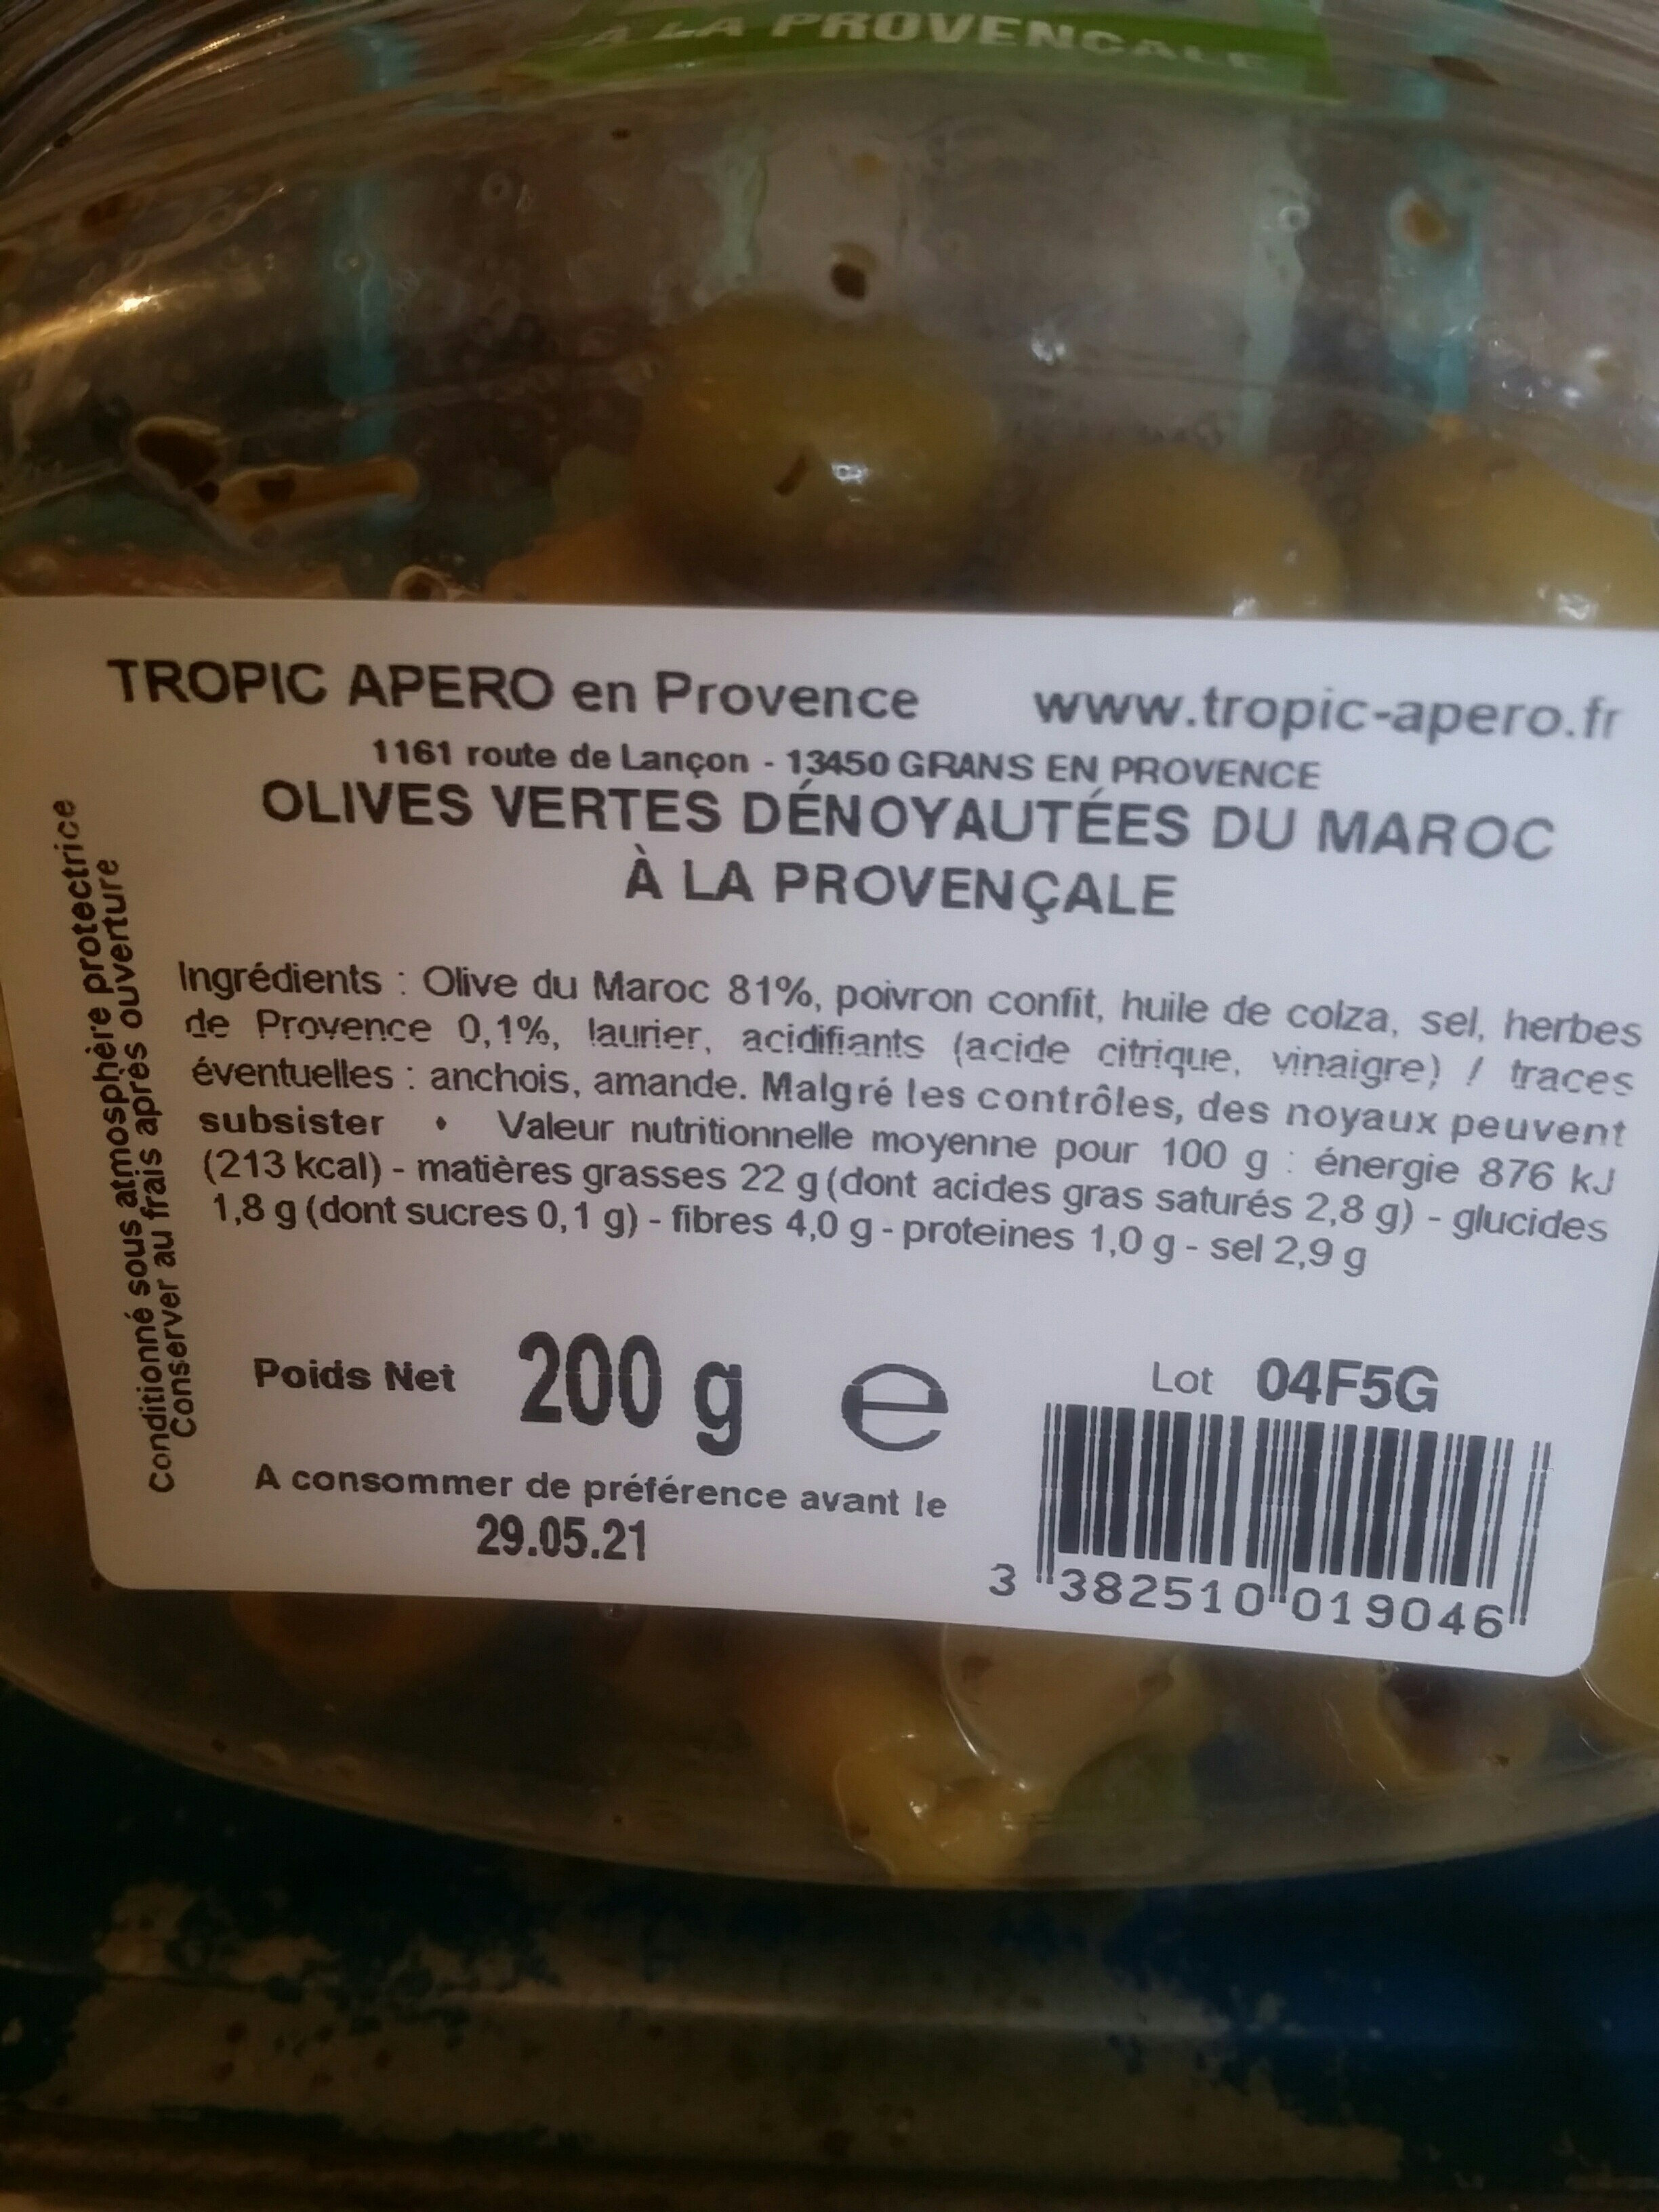 A LA PROVENCALE
TROPIC APERO en Provence www.tropic-apero.fr
1161 route de Lançon - 13450 GRANS EN PROVENCE
OLIVES VERTES DÉNOYAUTÉES DU MAROC
À LA PROVENÇALE
Ingrédients : Olive du Maroc 81%, poivron confit, huile de colza, sel, herbes
de Provence 0,1%, laurier, acidifiants (acide citrique, vinaigre) / traces
éventuelles : anchois, amande. Malgré les contrôles, des noyaux peuvent
subsister • Valeur nutritionnelle moyenne pour 100 g : énergie 876 kJ
(213 kcal) - matières grasses 22 g (dont acides gras saturés 2,8 g) - glucides
1,8 g (dont sucres 0,1 g) - fibres 4,0 g - proteines 1,0 g - sel 2,9 g
Conditionné sous atmosphère protectrice
Conserver au frais après ouverture
Poids Net 200 g e
Lot 04F5G
A consommer de préférence avant le
29.05.21
3 382510 019046